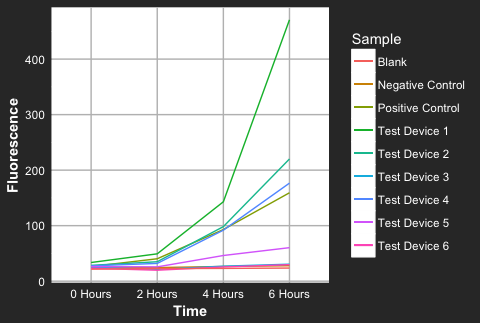 Fluorescence
400
300
200
100
0
0 Hours
2 Hours
4 Hours
6 Hours
Time
Sample
Blank
Negative Control
Positive Control
Test Device 1
Test Device 2
Test Device 3
Test Device 4
Test Device 5
Test Device 6